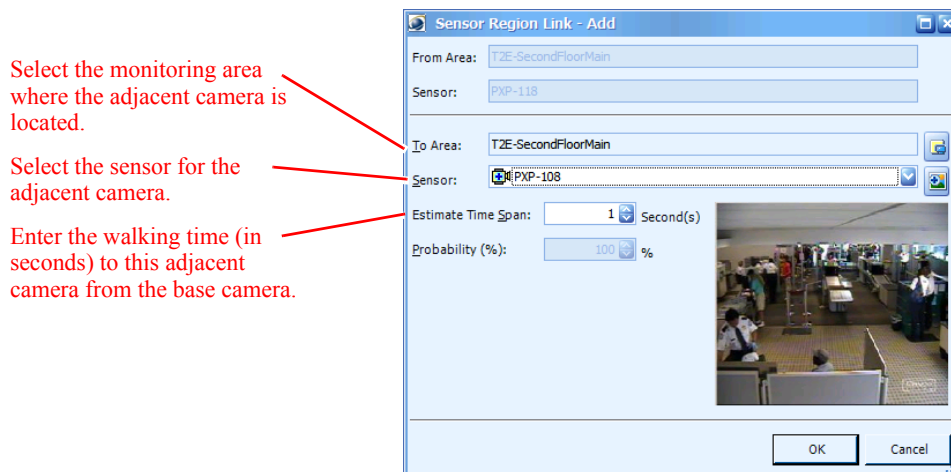 Sensor Region Link - Add
From Area: T2E-SecondFloorMain
Sensor: PXP-118
Select the monitoring area
where the adjacent camera is
located.
To Area: T2E-SecondFloorMain
Select the sensor for the
adjacent camera.
Sensor: PXP-108
Estimate Time Span: 1 Second(s)
Enter the walking time (in
seconds) to this adjacent
camera from the base camera.
Probability (%): 100 %
OK Cancel